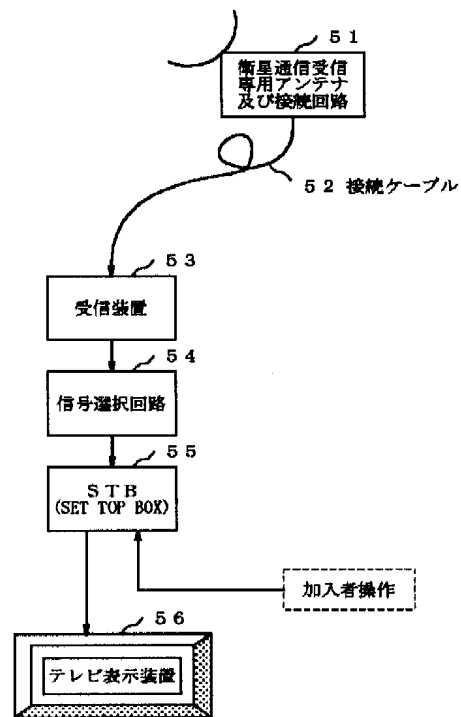 ５１
衛星通信受信
専用アンテナ
及び接続回路
５２ 接続ケーブル
５３
受信装置
５４
信号選択回路
５５
ＳＴＢ
(SET TOP BOX)
加入者操作
５６
テレビ表示装置